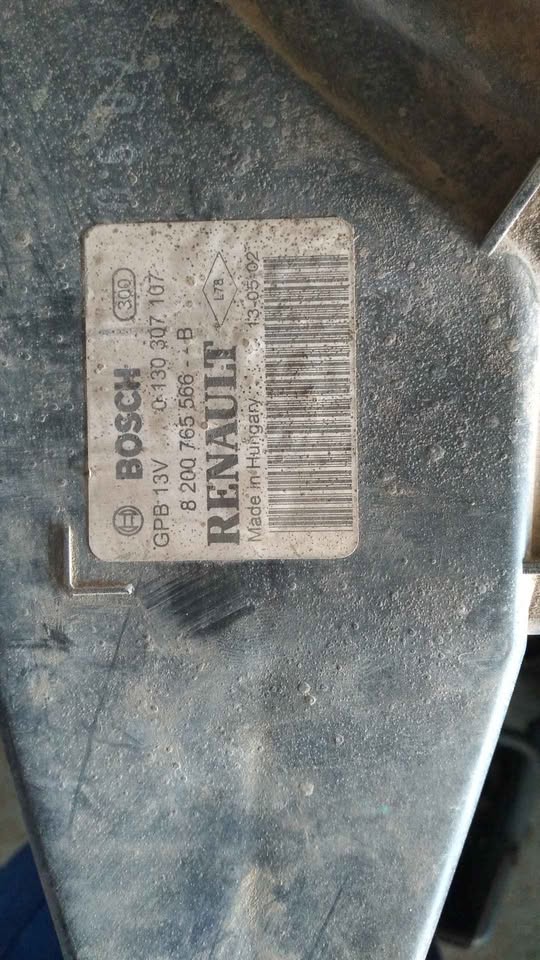 BOSCH 300
GPB 13V 0 130 307 107
8 200 765 566 - - B
RENAULT L78
Made in Hungary 13-05-02